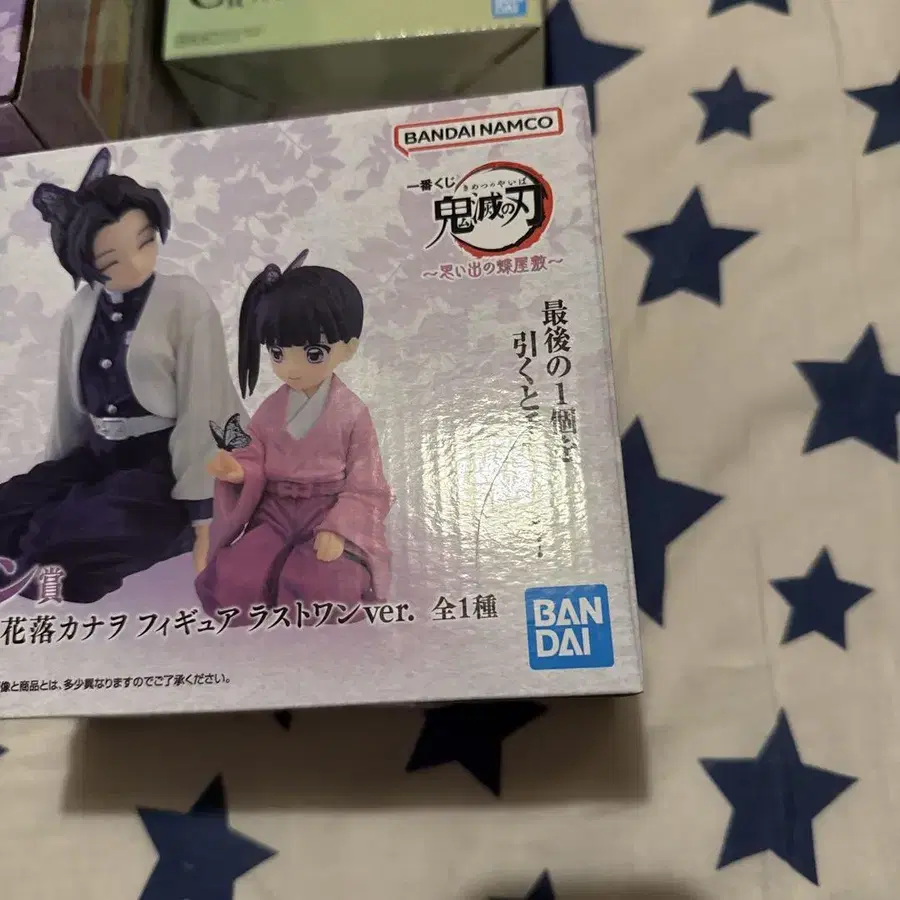 BANDAI
BANDAI NAMCO
一番くじ
きめつのやいば
鬼滅の刃
～思い出の蝶屋敷～
最後の1個を
引くと
ン賞
花落カナヲ フィギュア ラストワンver. 全1種
BAN
DAI
像と商品とは、多少異なりますのでご了承ください。